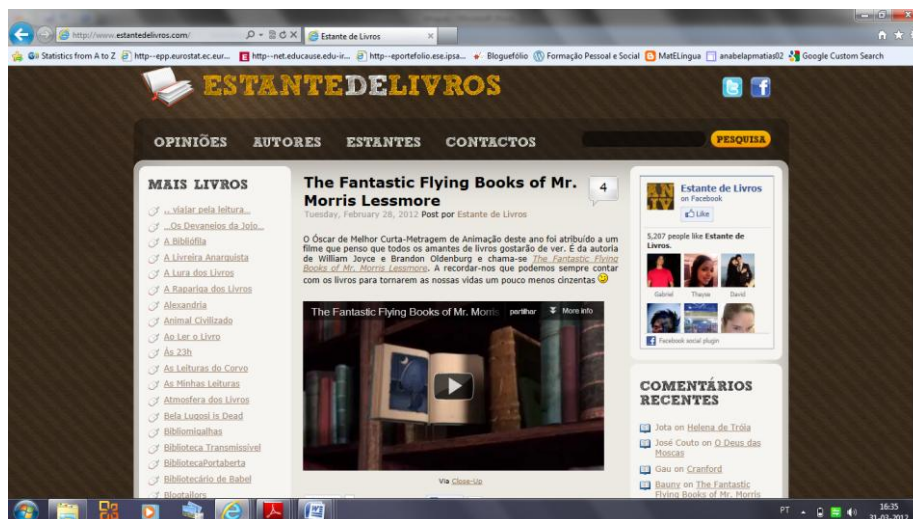 http://www.estantedelivros.com/
Estante de Livros
Statistics from A to Z
http--epp.eurostat.ec.eur...
http--net.educause.edu-ir...
http--eportefolio.ese.ipsa...
Bloguefólio
Formação Pessoal e Social
MatELingua
anabelapmatias02
Google Custom Search
ESTANTEDELIVROS
OPINIÕES AUTORES ESTANTES CONTACTOS
PESQUISA
MAIS LIVROS
... viajar pela leitura...
...Os Devaneios da Jojo...
A Bibliófila
A Livreira Anarquista
A Lura dos Livros
A Rapariga dos Livros
Alexandria
Animal Civilizado
Ao Ler o Livro
Às 23h
As Leituras do Corvo
As Minhas Leituras
Atmosfera dos Livros
Bela Lugosi is Dead
Bibliomigalhas
Biblioteca Transmissível
BibliotecaPortaberta
Bibliotecário de Babel
Blogtailors
The Fantastic Flying Books of Mr.
Morris Lessmore
4
Tuesday, February 28, 2012 Post por Estante de Livros
O Óscar de Melhor Curta-Metragem de Animação deste ano foi atribuído a um
filme que penso que todos os amantes de livros gostarão de ver. É da autoria
de William Joyce e Brandon Oldenburg e chama-se The Fantastic Flying
Books of Mr. Morris Lessmore. A recordar-nos que podemos sempre contar
com os livros para tornarem as nossas vidas um pouco menos cinzentas
The Fantastic Flying Books of Mr. Morris
partilhar
More info
Via Close-Up
AN
IV
Estante de Livros
on Facebook
Like
5,207 people like Estante de
Livros.
Gabriel Thayse David
Facebook social plugin
COMENTÁRIOS
RECENTES
Jota on Helena de Tróia
José Couto on O Deus das
Moscas
Gau on Cranford
Bauny on The Fantastic
Flying Books of Mr. Morris
PT
16:35
31-03-2012